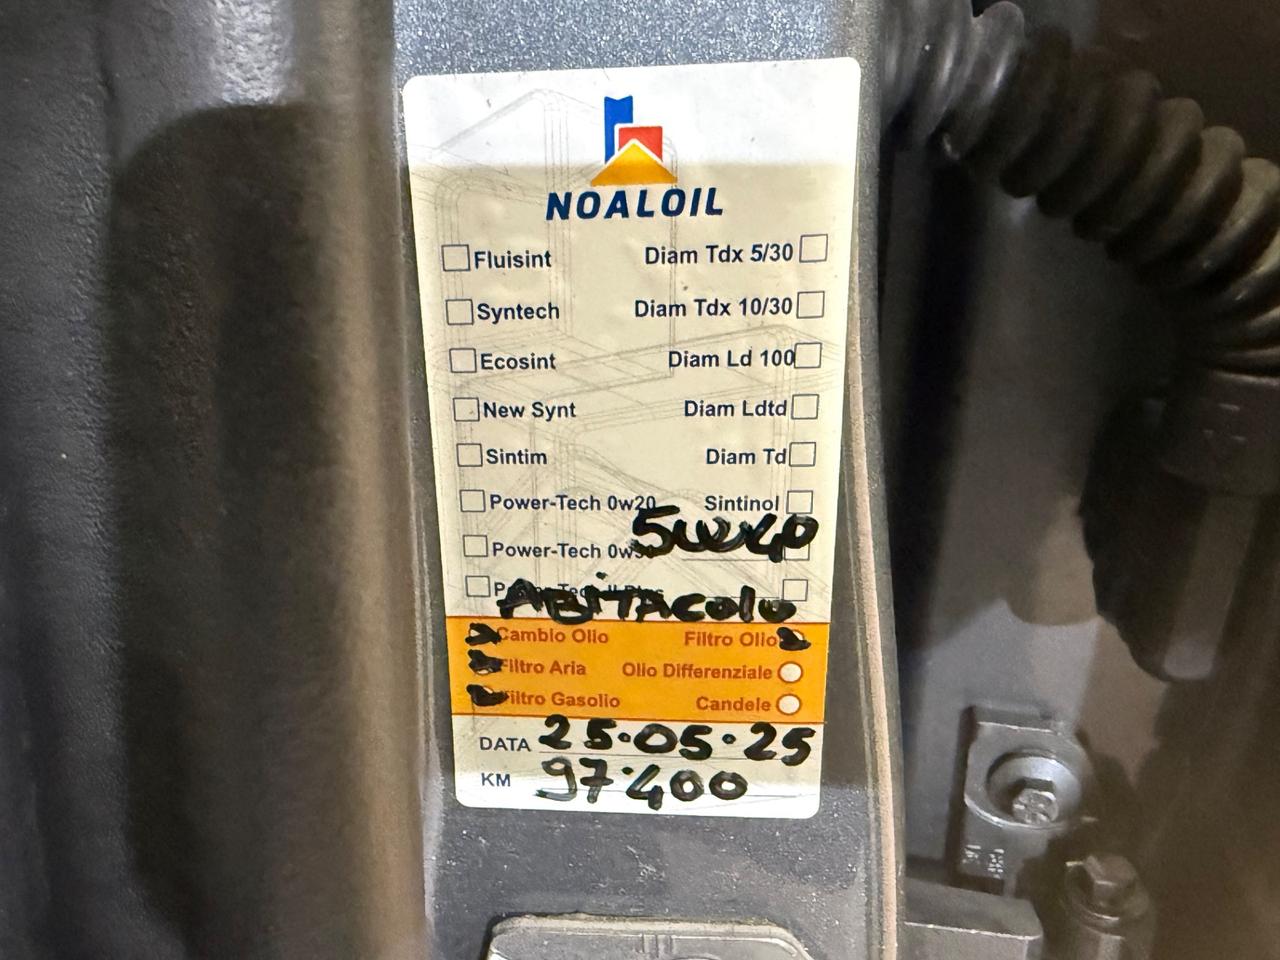 NOALOIL
Fluisint Diam Tdx 5/30
Syntech Diam Tdx 10/30
Ecosint Diam Ld 100
New Synt Diam Ldtd
Sintim Diam Td
Power-Tech 0w20 Sintinol
5W40
Power-Tech
ABITACOLO
Cambio Olio Filtro Olio
Filtro Aria Olio Differenziale
Filtro Gasolio Candele
DATA 25.05.25
KM 97.400